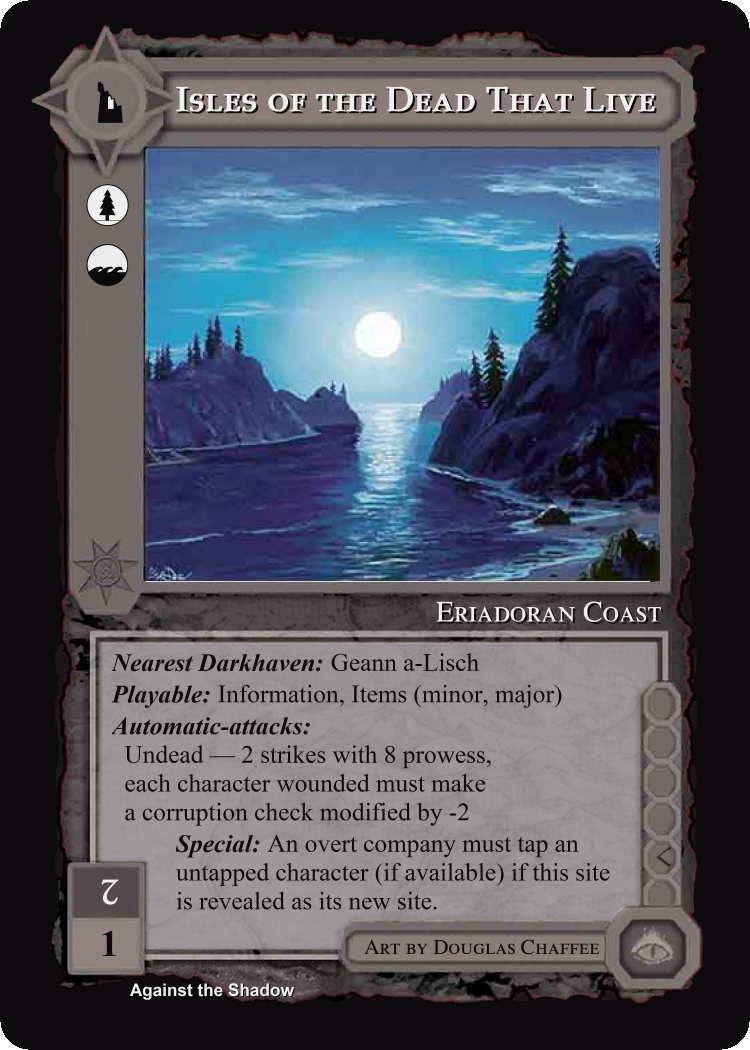 Isles of the Dead That Live
Eriadoran Coast
Nearest Darkhaven: Geann a-Lisch
Playable: Information, Items (minor, major)
Automatic-attacks:
Undead — 2 strikes with 8 prowess,
each character wounded must make
a corruption check modified by -2
Special: An overt company must tap an
untapped character (if available) if this site
is revealed as its new site.
2
1
Art by Douglas Chaffee
Against the Shadow